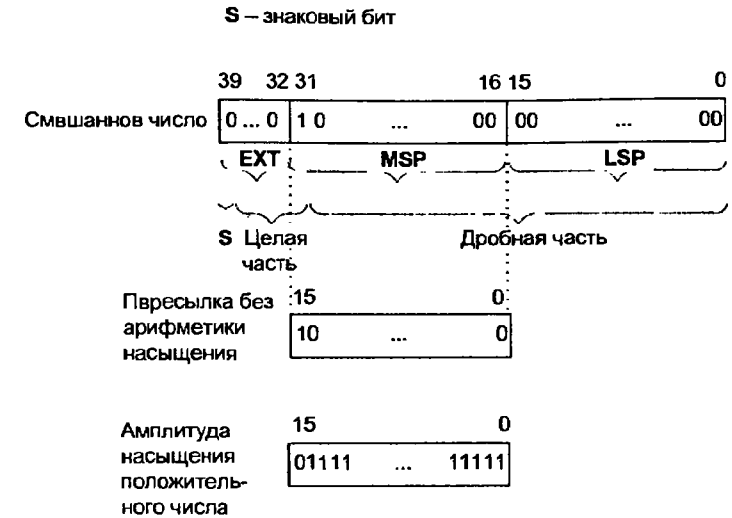 S – знаковый бит
39 32 31 16 15 0
Смвшаннов число 0 ... 0 1 0 ... 00 00 ... 00
EXT MSP LSP
S Целая Дробная часть
часть
Пвресылка без 15 0
арифметики 10 ... 0
насыщения
Амплитуда 15 0
насыщения 01111 ... 11111
положитель-
ного числа